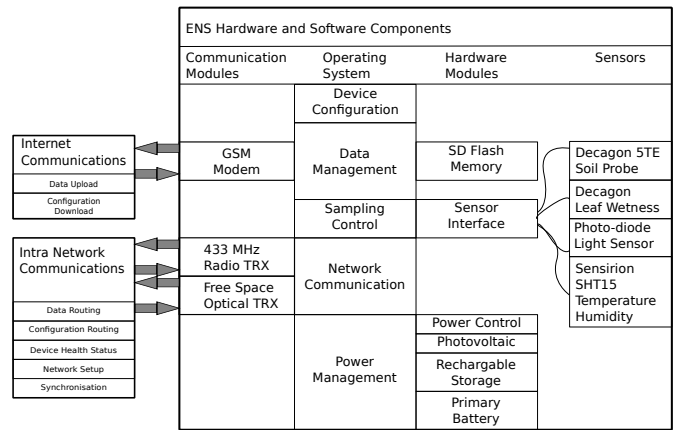 ENS Hardware and Software Components
Communication
Modules
Operating
System
Hardware
Modules
Sensors
Device
Configuration
Internet
Communications
Data Upload
Configuration
Download
GSM
Modem
Data
Management
SD Flash
Memory
Decagon 5TE
Soil Probe
Sampling
Control
Sensor
Interface
Decagon
Leaf Wetness
Photo-diode
Light Sensor
Sensirion
SHT15
Temperature
Humidity
Intra Network
Communications
Data Routing
Configuration Routing
Device Health Status
Network Setup
Synchronisation
433 MHz
Radio TRX
Free Space
Optical TRX
Network
Communication
Power
Management
Power Control
Photovoltaic
Rechargable
Storage
Primary
Battery